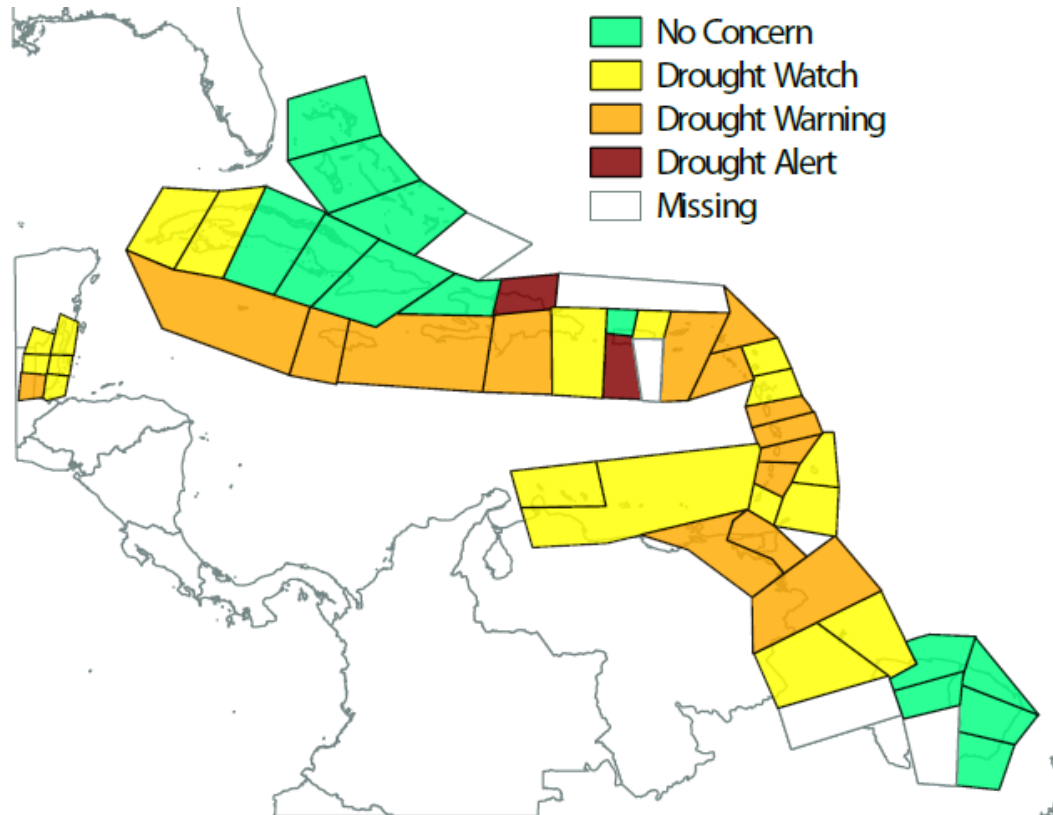 No Concern
Drought Watch
Drought Warning
Drought Alert
Missing